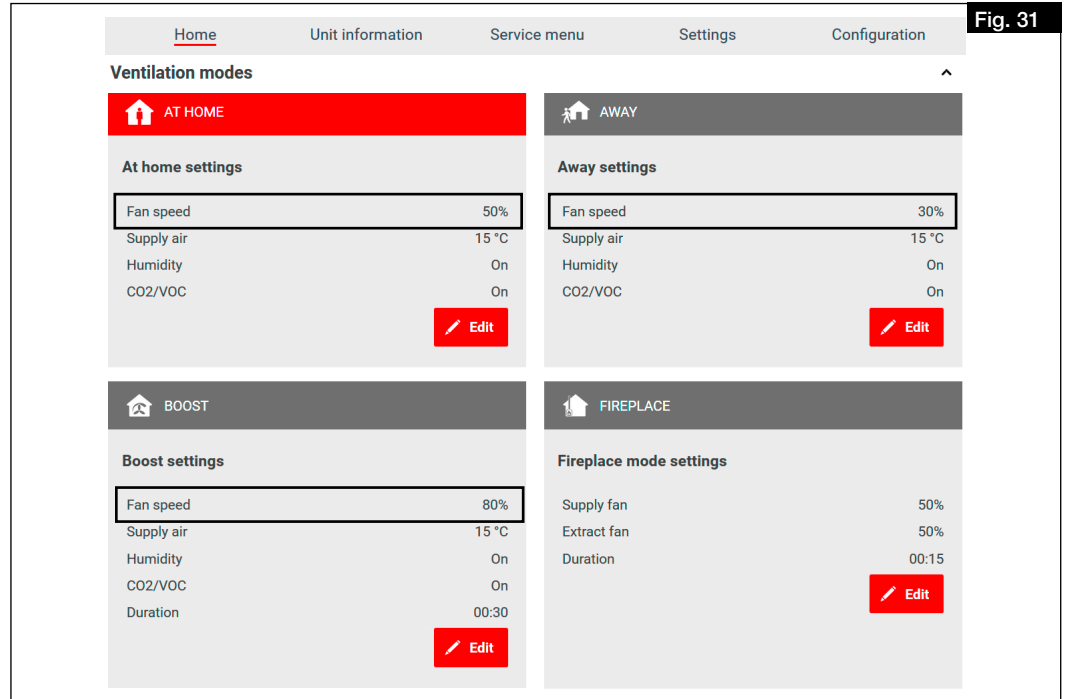 Fig. 31
Home Unit information Service menu Settings Configuration
Ventilation modes
AT HOME
At home settings
Fan speed 50%
Supply air 15 °C
Humidity On
CO2/VOC On
Edit
AWAY
Away settings
Fan speed 30%
Supply air 15 °C
Humidity On
CO2/VOC On
Edit
BOOST
Boost settings
Fan speed 80%
Supply air 15 °C
Humidity On
CO2/VOC On
Duration 00:30
Edit
FIREPLACE
Fireplace mode settings
Supply fan 50%
Extract fan 50%
Duration 00:15
Edit